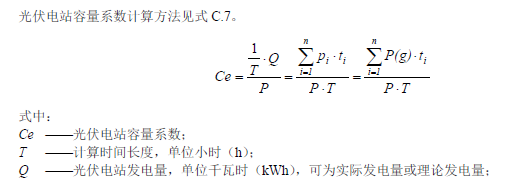 光伏电站容量系数计算方法见式 C.7。
Ce = \frac{\frac{1}{T} \cdot Q}{P} = \frac{\sum_{i=1}^{n} p_i \cdot t_i}{P \cdot T} = \frac{\sum_{i=1}^{n} P(g) \cdot t_i}{P \cdot T}
式中：
Ce ——光伏电站容量系数；
T ——计算时间长度，单位小时（h）；
Q ——光伏电站发电量，单位千瓦时（kWh），可为实际发电量或理论发电量；